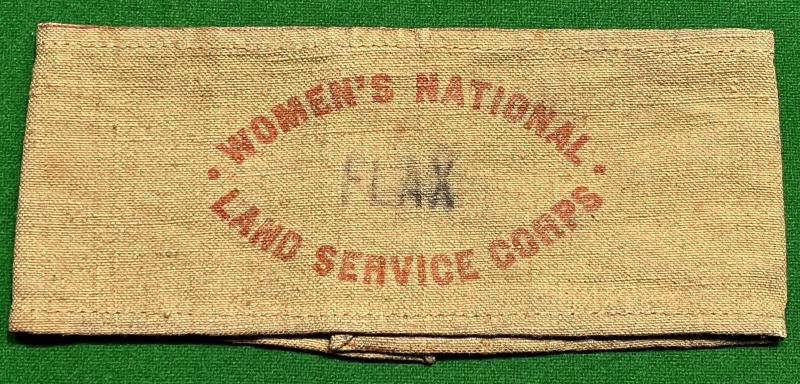 · WOMEN'S NATIONAL ·
FLAX
LAND SERVICE CORPS